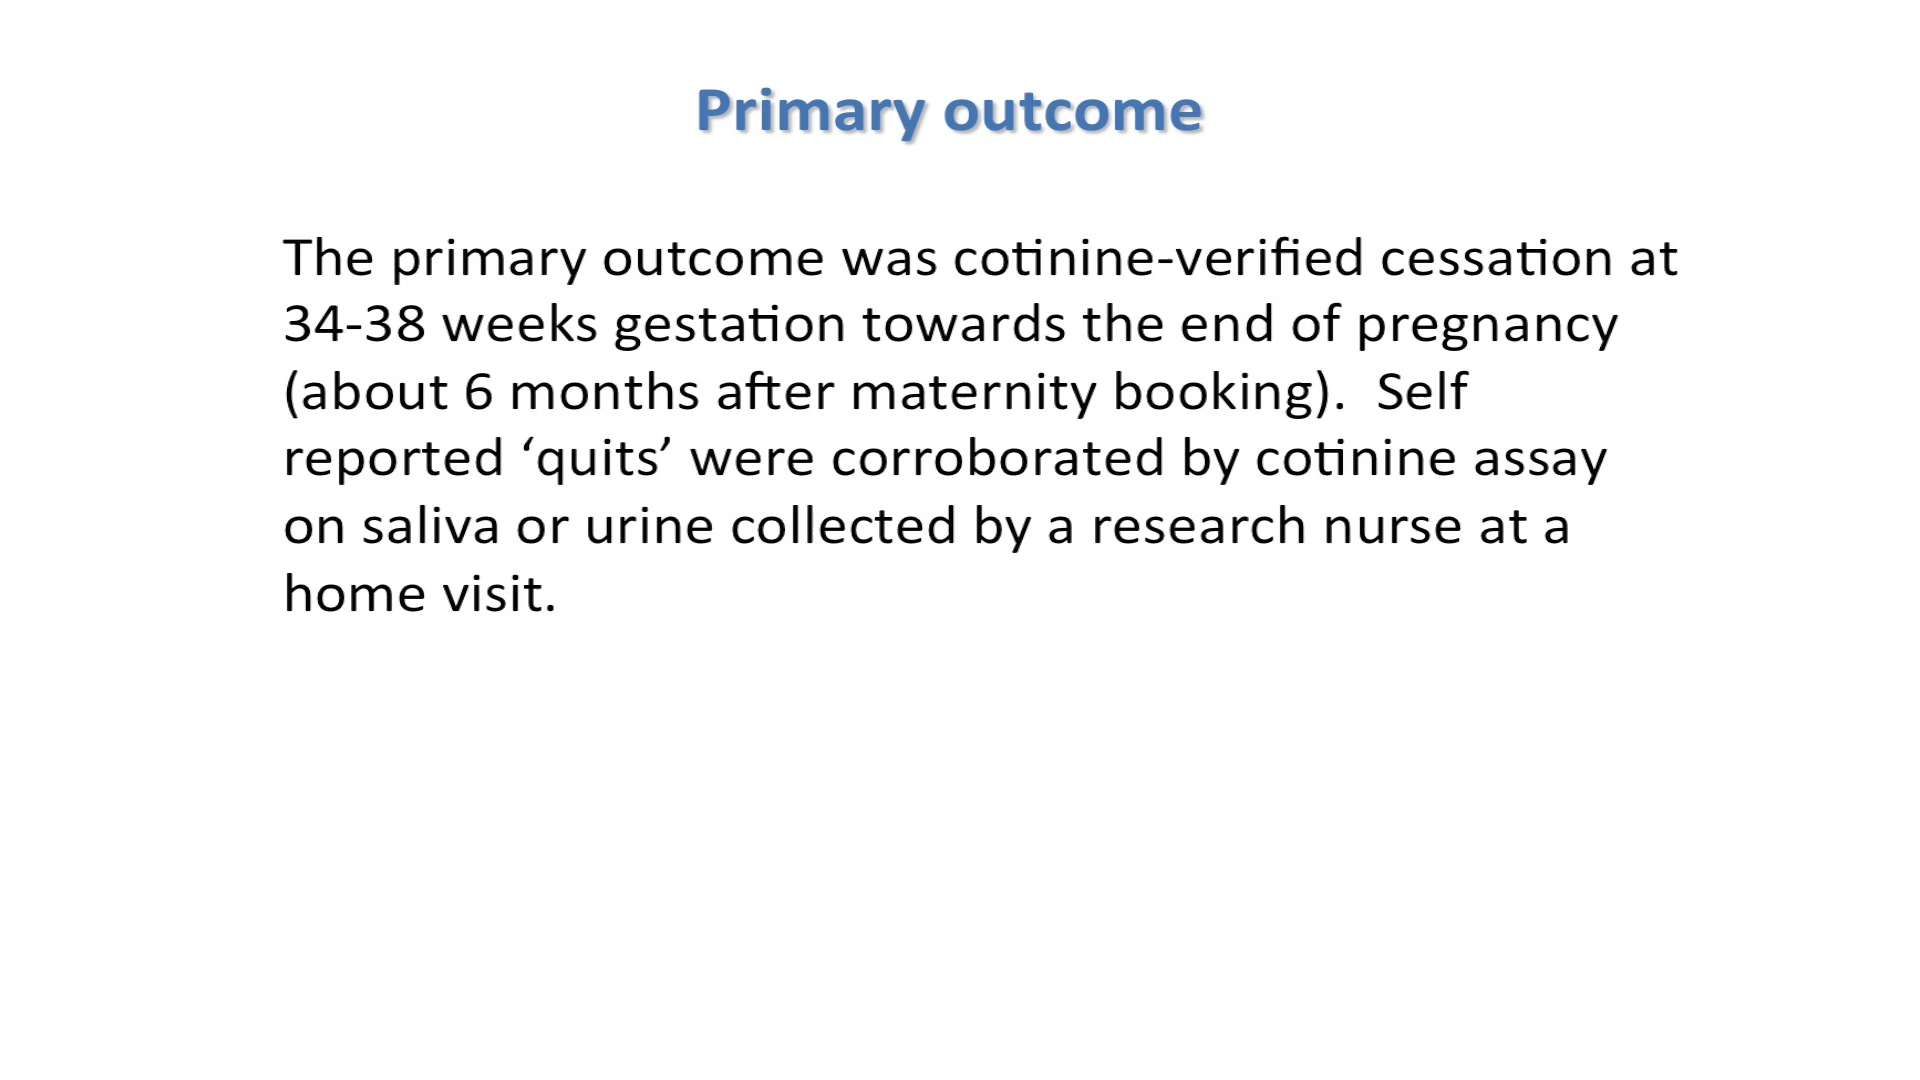 Primary outcome
The primary outcome was cotinine-verified cessation at
34-38 weeks gestation towards the end of pregnancy
(about 6 months after maternity booking).  Self
reported ‘quits’ were corroborated by cotinine assay
on saliva or urine collected by a research nurse at a
home visit.